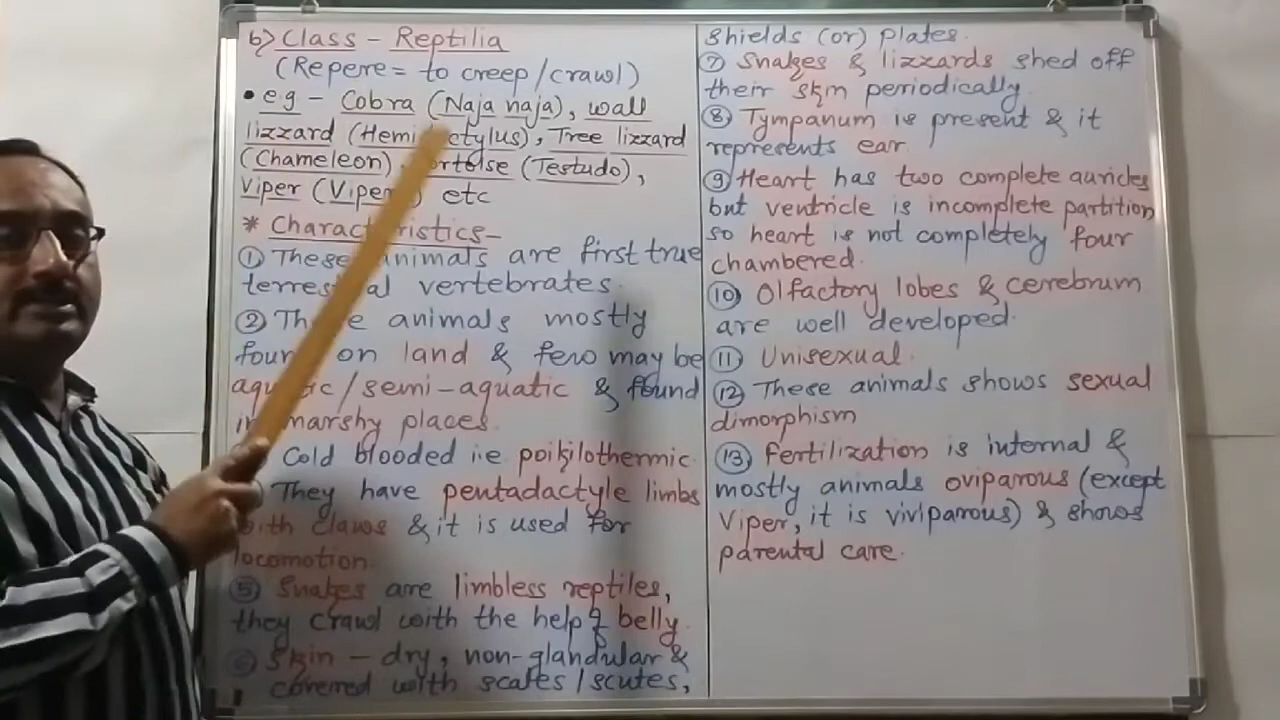 b) Class - Reptilia
(Repere = to creep/crawl)
• e.g - Cobra (Naja naja), wall
lizzard (Hemi ctylus), Tree lizzard
(Chameleon), ortoise (Testudo),
Viper (Viper ) etc
* Characteristics -
① These animals are first true
terrestrial vertebrates.
② These animals mostly
found on land & few may be
aquatic/semi-aquatic & found
in marshy places.
Cold blooded i.e poikilothermic.
They have pentadactyle limbs
with claws & it is used for
locomotion.
⑤ Snakes are limbless reptiles,
they crawl with the help of belly.
⑥ Skin - dry, non-glandular &
covered with scales/scutes,
shields (or) plates.
⑦ Snakes & lizzards shed off
their skin periodically.
⑧ Tympanum is present & it
represents ear.
⑨ Heart has two complete auricles
but ventricle is incomplete partition
so heart is not completely four
chambered.
⑩ Olfactory lobes & cerebrum
are well developed.
⑪ Unisexual.
⑫ These animals shows sexual
dimorphism
⑬ Fertilization is internal &
mostly animals oviparous (except
Viper, it is viviparous) & shows
parental care.